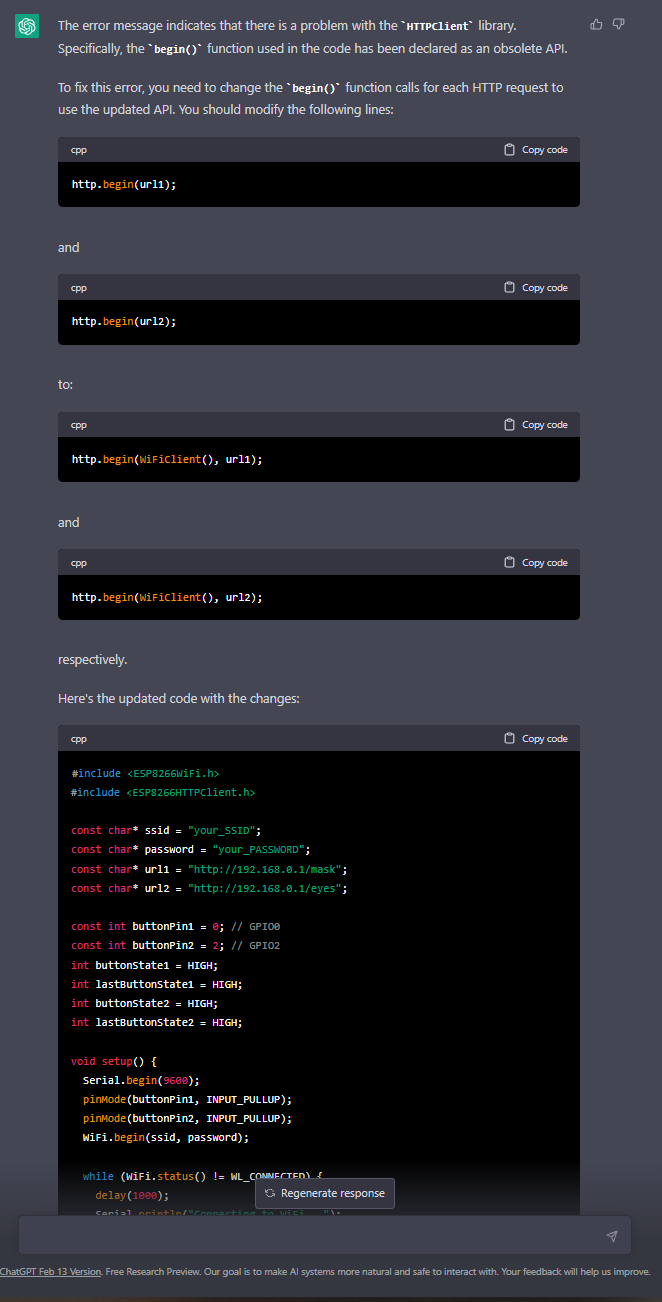 The error message indicates that there is a problem with the `HTTPClient` library.
Specifically, the `begin()` function used in the code has been declared as an obsolete API.
To fix this error, you need to change the `begin()` function calls for each HTTP request to
use the updated API. You should modify the following lines:
cpp Copy code
http.begin(url1);
and
cpp Copy code
http.begin(url2);
to:
cpp Copy code
http.begin(WiFiClient(), url1);
and
cpp Copy code
http.begin(WiFiClient(), url2);
respectively.
Here's the updated code with the changes:
cpp Copy code
#include <ESP8266WiFi.h>
#include <ESP8266HTTPClient.h>
const char* ssid = "your_SSID";
const char* password = "your_PASSWORD";
const char* url1 = "http://192.168.0.1/mask";
const char* url2 = "http://192.168.0.1/eyes";
const int buttonPin1 = 0; // GPIO0
const int buttonPin2 = 2; // GPIO2
int buttonState1 = HIGH;
int lastButtonState1 = HIGH;
int buttonState2 = HIGH;
int lastButtonState2 = HIGH;
void setup() {
  Serial.begin(9600);
  pinMode(buttonPin1, INPUT_PULLUP);
  pinMode(buttonPin2, INPUT_PULLUP);
  WiFi.begin(ssid, password);
  while (WiFi.status() != WL_CONNECTED) {
    delay(1000);
    Serial.println("Connecting to WiFi...");
Regenerate response
ChatGPT Feb 13 Version. Free Research Preview. Our goal is to make AI systems more natural and safe to interact with. Your feedback will help us improve.